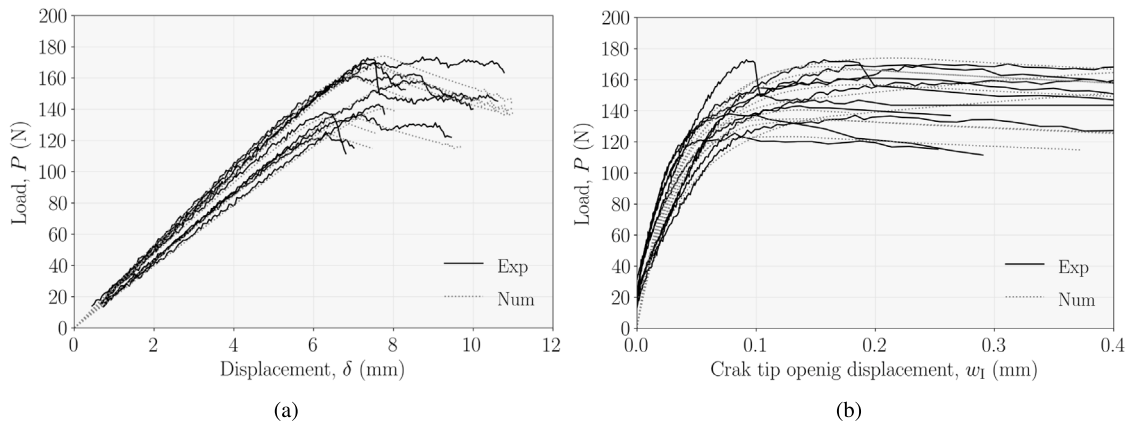 200
180
160
140
120
100
80
60
40
20
0
Load, P (N)
Exp
Num
0 2 4 6 8 10 12
Displacement, δ (mm)
(a)
200
180
160
140
120
100
80
60
40
20
0
Load, P (N)
Exp
Num
0.0 0.1 0.2 0.3 0.4
Crak tip openig displacement, w_I (mm)
(b)